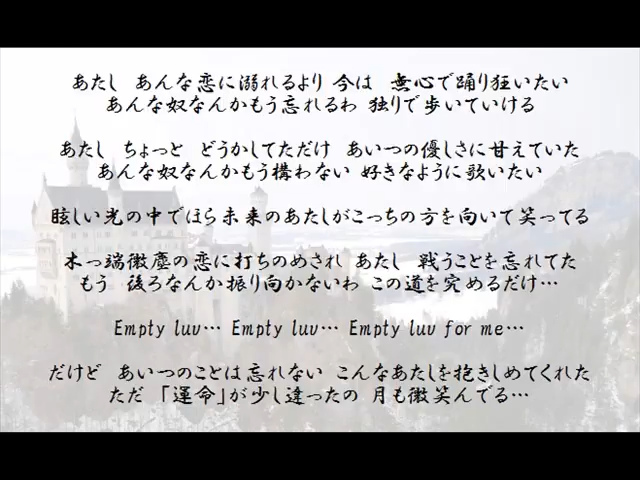 あたし　あんな恋に溺れるより 今は　無心で踊り狂いたい
あんな奴なんかもう忘れるわ 独りで歩いていける
あたし　ちょっと　どうかしてただけ　あいつの優しさに甘えていた
あんな奴なんかもう構わない 好きなように歌いたい
眩しい光の中でほら未来のあたしがこっちの方を向いて笑ってる
木っ端微塵の恋に打ちのめされ　あたし　戦うことを忘れてた
もう　後ろなんか振り向かないわ この道を究めるだけ…
Empty luv… Empty luv… Empty luv for me…
だけど　あいつのことは忘れない こんなあたしを抱きしめてくれた
ただ 「運命」が少し違ったの 月も微笑んでる…